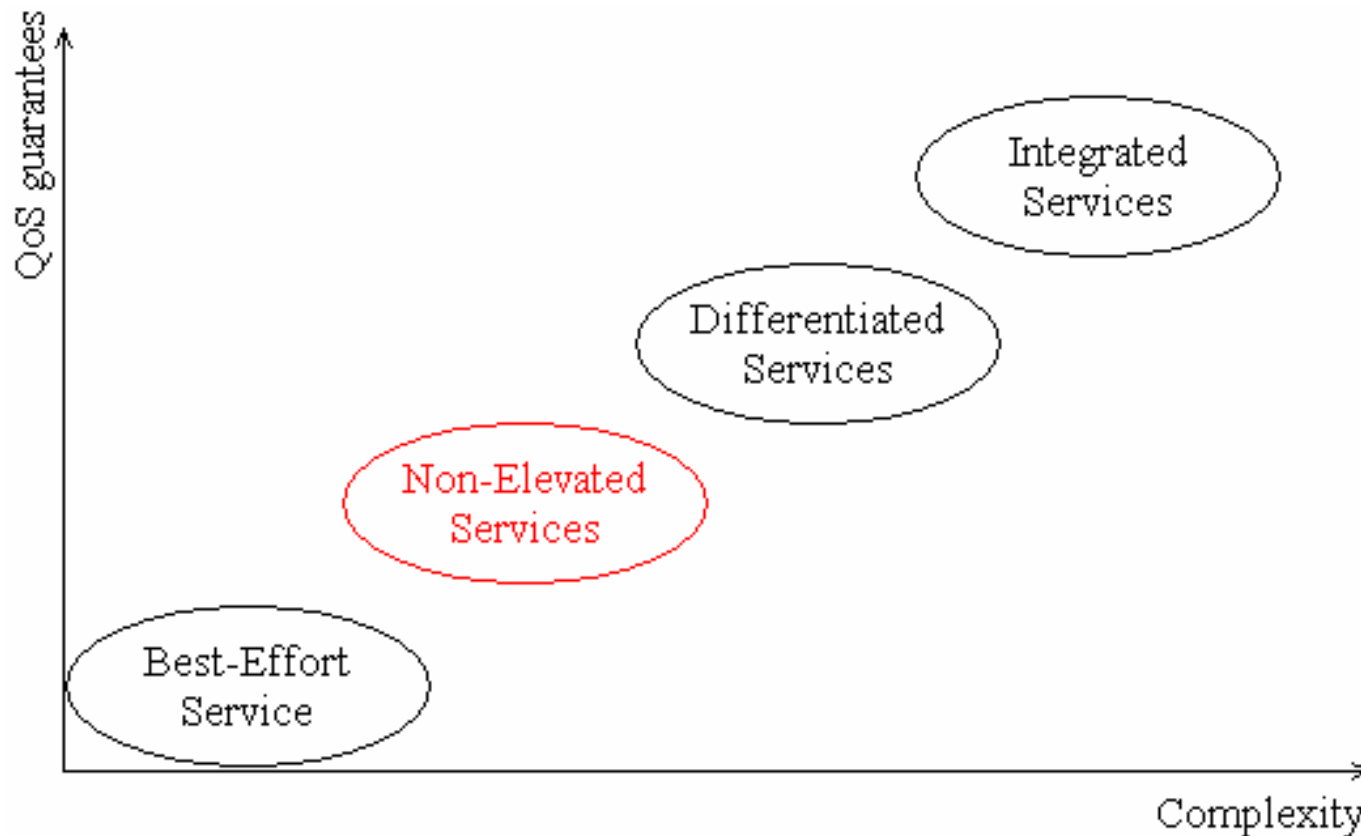 QoS guarantees
Integrated
Services
Differentiated
Services
Non-Elevated
Services
Best-Effort
Service
Complexity